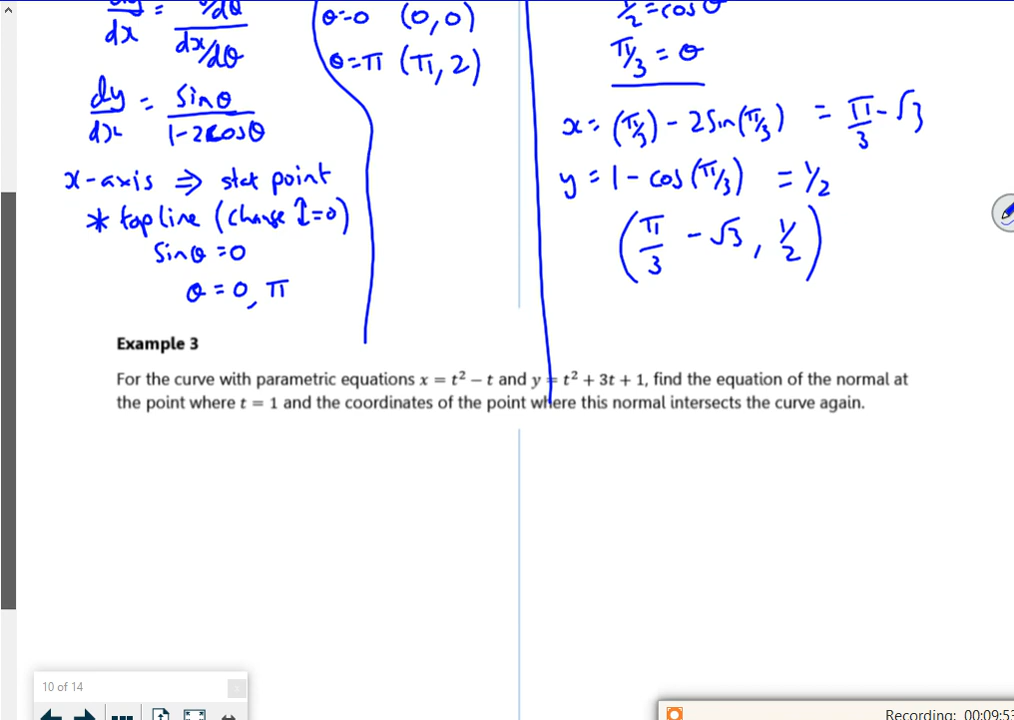 dx = dx/dθ
dy/dx = sinθ/1-2cosθ
x-axis ⇒ stat point
* top line (change ↕=0)
sinθ = 0
θ = 0, π
θ=0 (0,0)
θ=π (π,2)
1/2 = cosθ
π/3 = θ
x = (π/3) - 2sin(π/3) = π/3 - √3
y = 1 - cos(π/3) = 1/2
(π/3 - √3, 1/2)
Example 3
For the curve with parametric equations x = t² – t and y = t² + 3t + 1, find the equation of the normal at
the point where t = 1 and the coordinates of the point where this normal intersects the curve again.
10 of 14
Recording: 00:09:53